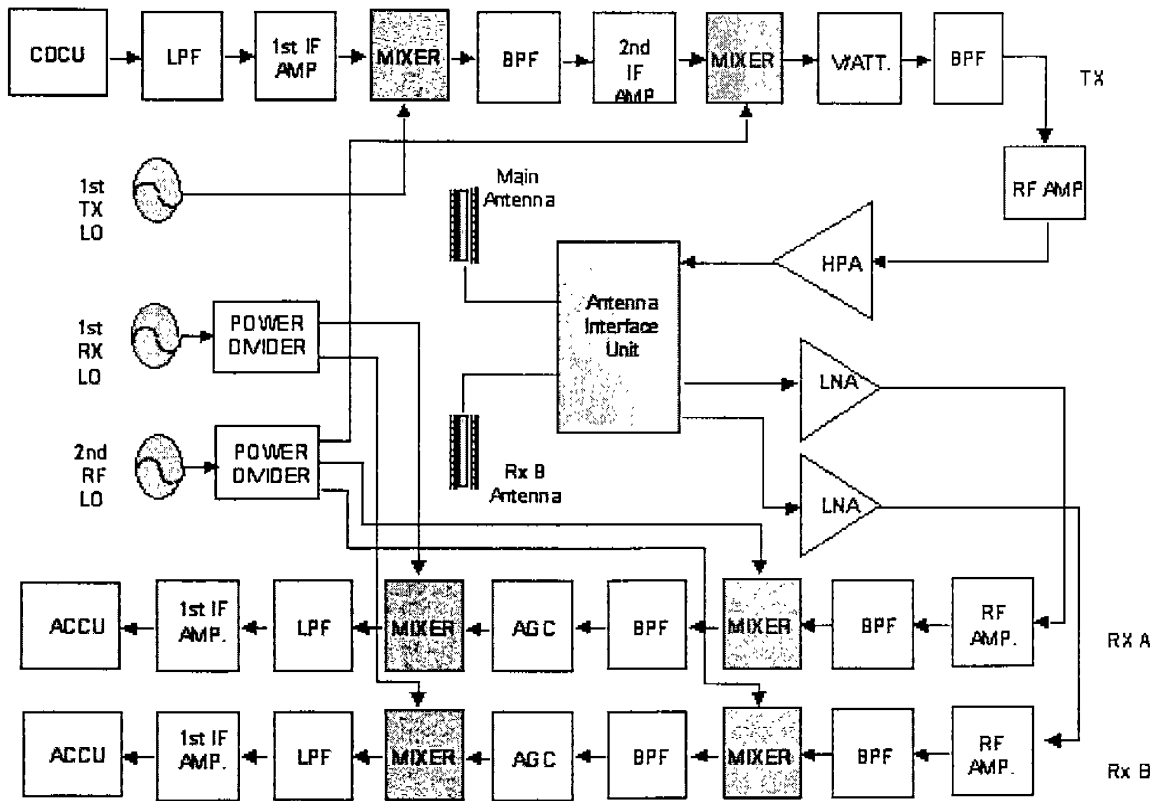 CDCU
LPF
1st IF
AMP
MIXER
BPF
2nd
IF
AMP
MIXER
V/ATT.
BPF
TX
RF AMP
1st
TX
LO
Main
Antenna
HPA
Antenna
Interface
Unit
1st
RX
LO
POWER
DIVIDER
LNA
2nd
RF
LO
POWER
DIVIDER
Rx B
Antenna
LNA
ACCU
1st IF
AMP.
LPF
MIXER
AGC
BPF
MIXER
BPF
RF
AMP.
RX A
ACCU
1st IF
AMP.
LPF
MIXER
AGC
BPF
MIXER
BPF
RF
AMP.
Rx B